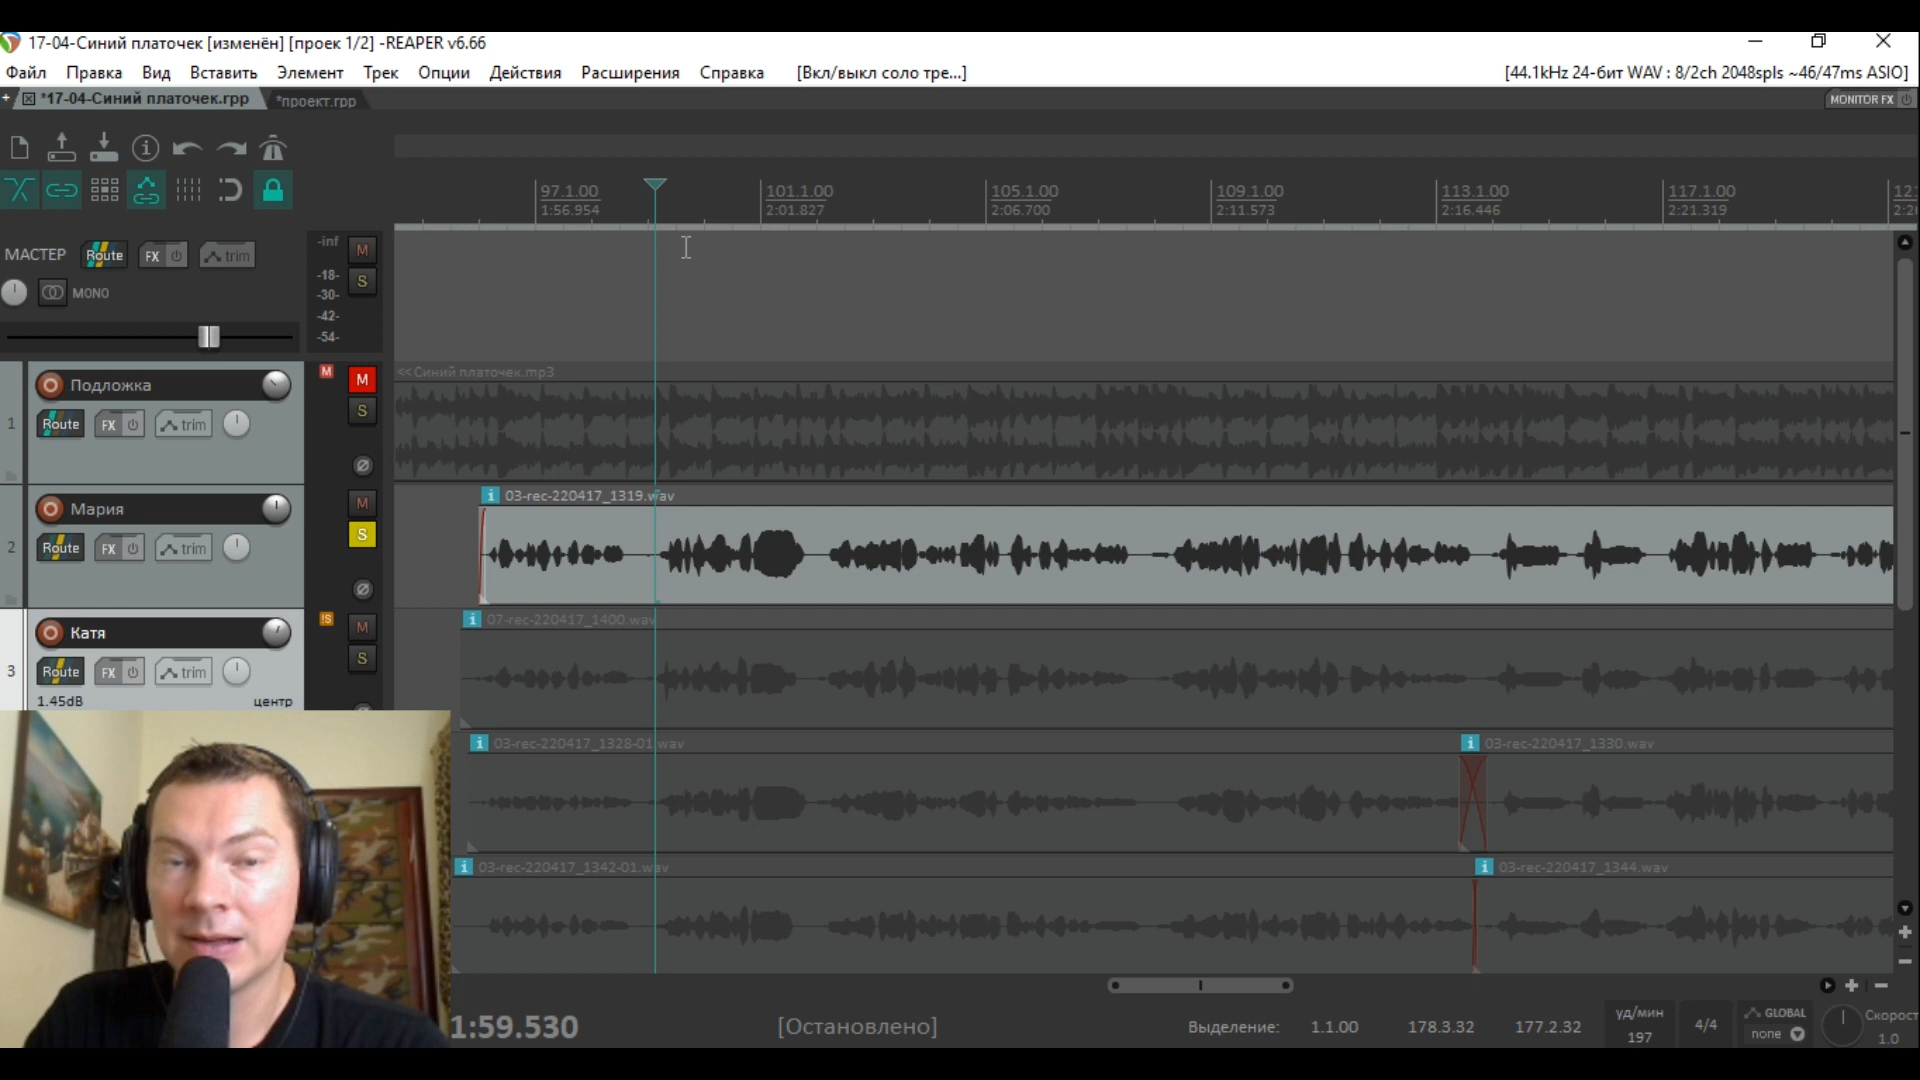 17-04-Синий платочек [изменён] [проек 1/2] -REAPER v6.66
Файл Правка Вид Вставить Элемент Трек Опции Действия Расширения Справка [Вкл/выкл соло тре...] [44.1kHz 24-бит WAV : 8/2ch 2048spls ~46/47ms ASIO]
*17-04-Синий платочек.rpp *проект.rpp MONITOR FX
97.1.00 101.1.00 105.1.00 109.1.00 113.1.00 117.1.00
1:56.954 2:01.827 2:06.700 2:11.573 2:16.446 2:21.319
МАСТЕР Route FX trim
MONO
-inf M
-18- S
-30-
-42-
-54-
1 Подложка M M
Route FX trim S
<<Синий платочек.mp3
2 Мария M
Route FX trim S
03-rec-220417_1319.wav
3 Катя !S M
Route FX trim S
1.45dB центр
07-rec-220417_1400.wav
03-rec-220417_1328-01.wav 03-rec-220417_1330.wav
03-rec-220417_1342-01.wav 03-rec-220417_1344.wav
1:59.530 [Остановлено] Выделение: 1.1.00 178.3.32 177.2.32
уд/мин
197
4/4
GLOBAL
none
Скорост
1.0